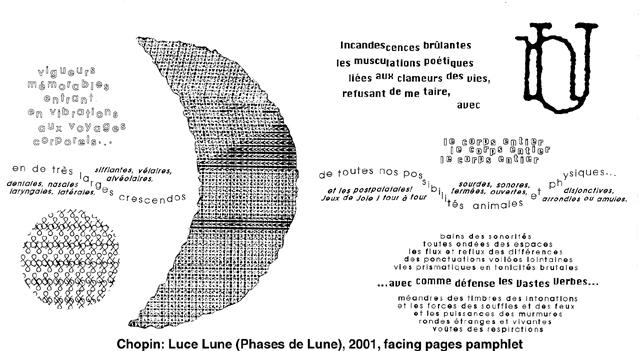 vigueurs
mémorables
entrant
en vibrations
aux voyages
corporels...
en de très larges crescendos
sifflantes, vélaires,
alvéolaires,
dentales, nasales
laryngales, latérales,
Incandescences brûlantes
les musculations poétiques
liées aux clameurs des vies,
refusant de me taire,
avec
le corps entier
le corps entier
le corps entier
de toutes nos possibilités animales et physiques...
et les postpalatales!
Jeux de Joie ! tour à tour
sourdes, sonores,
fermées, ouvertes,
disjonctives,
arrondies ou amuies.
bains des sonorités
toutes ondées des espaces
les flux et reflux des différences
des ponctuations voilées lointaines
vies prismatiques en tonicités brutales
...avec comme défense les Vastes Verbes...
méandres des timbres des intonations
et les forces des souffles et des feux
et les puissances des murmures
rondes étranges et vivantes
voûtes des respirations
Chopin: Luce Lune (Phases de Lune), 2001, facing pages pamphlet